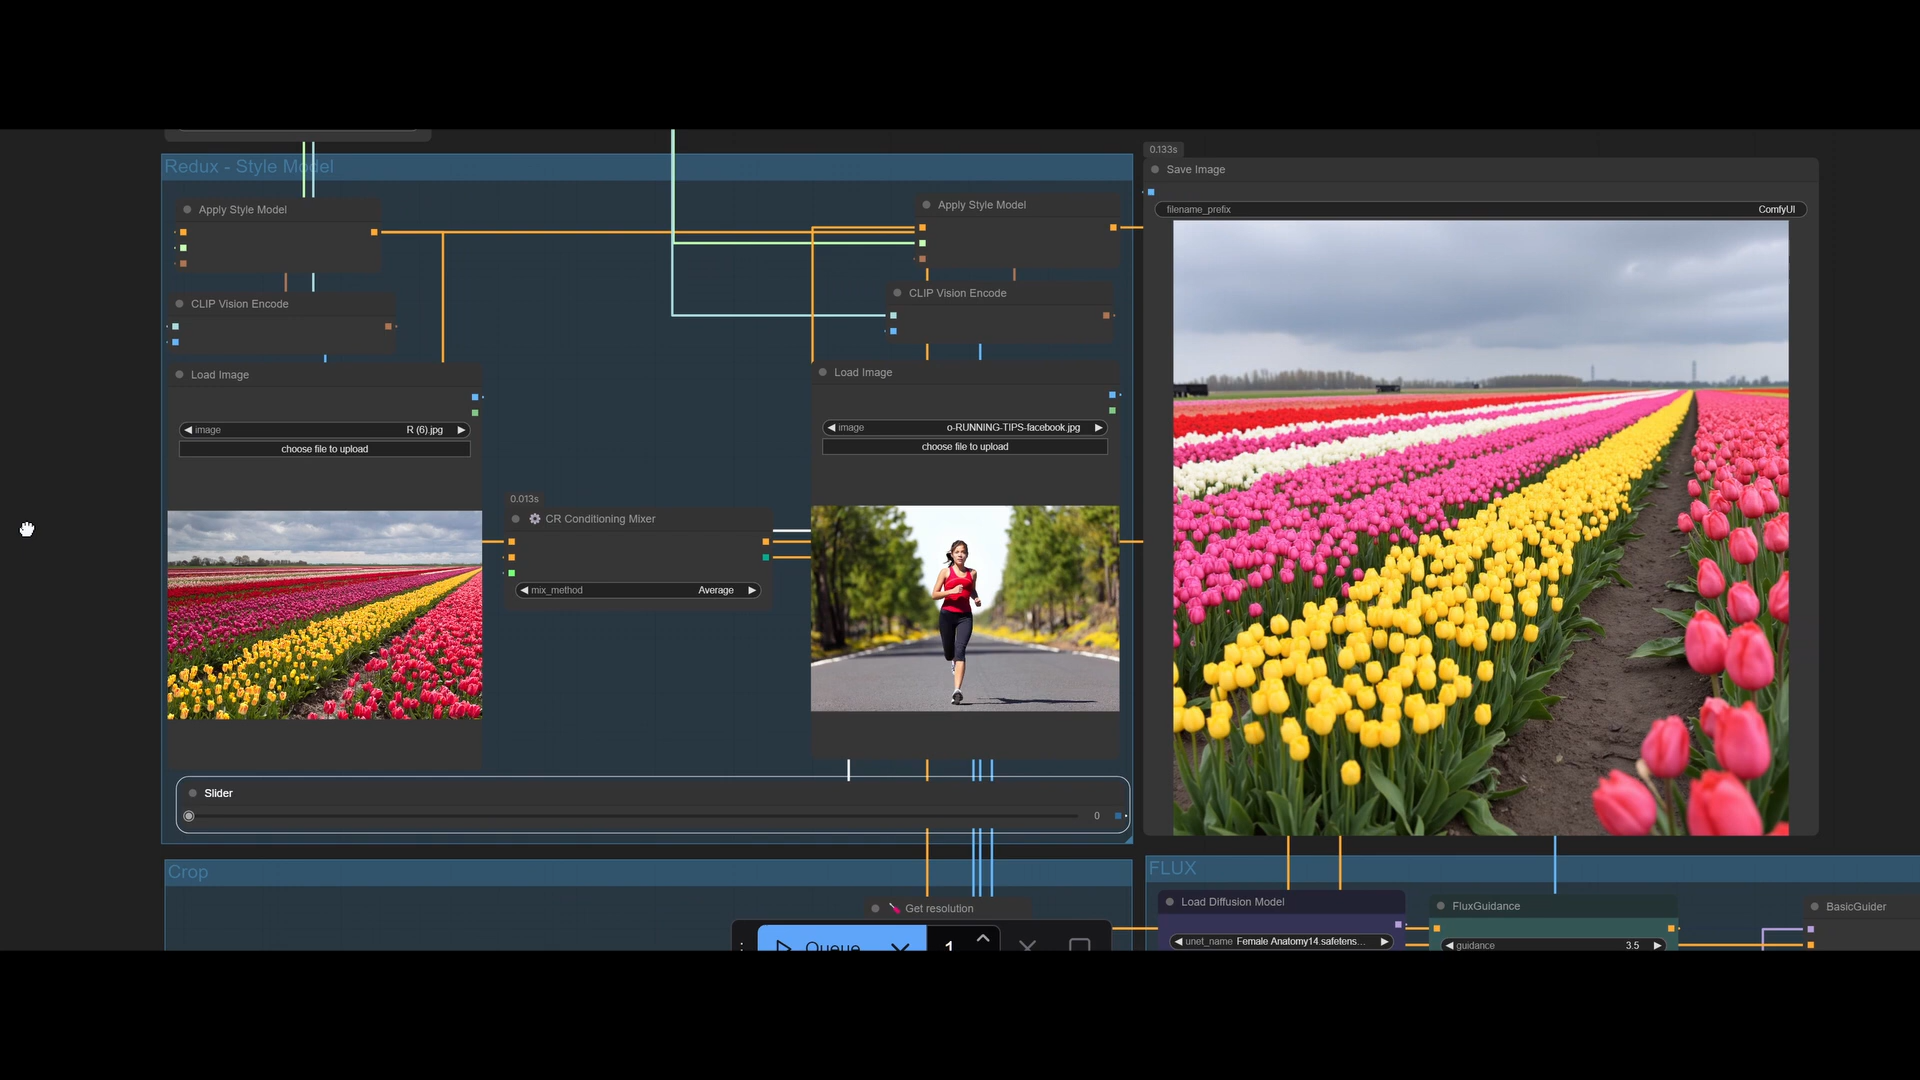 Redux - Style Model
Apply Style Model
CLIP Vision Encode
Load Image
image R (6).jpg
choose file to upload
0.013s
CR Conditioning Mixer
mix_method Average
Apply Style Model
CLIP Vision Encode
Load Image
image o-RUNNING-TIPS-facebook.jpg
choose file to upload
Slider
0
0.133s
Save Image
filename_prefix ComfyUI
Crop
Get resolution
Queue 1
FLUX
Load Diffusion Model
unet_name Female Anatomy14.safetens...
FluxGuidance
guidance 3.5
BasicGuider